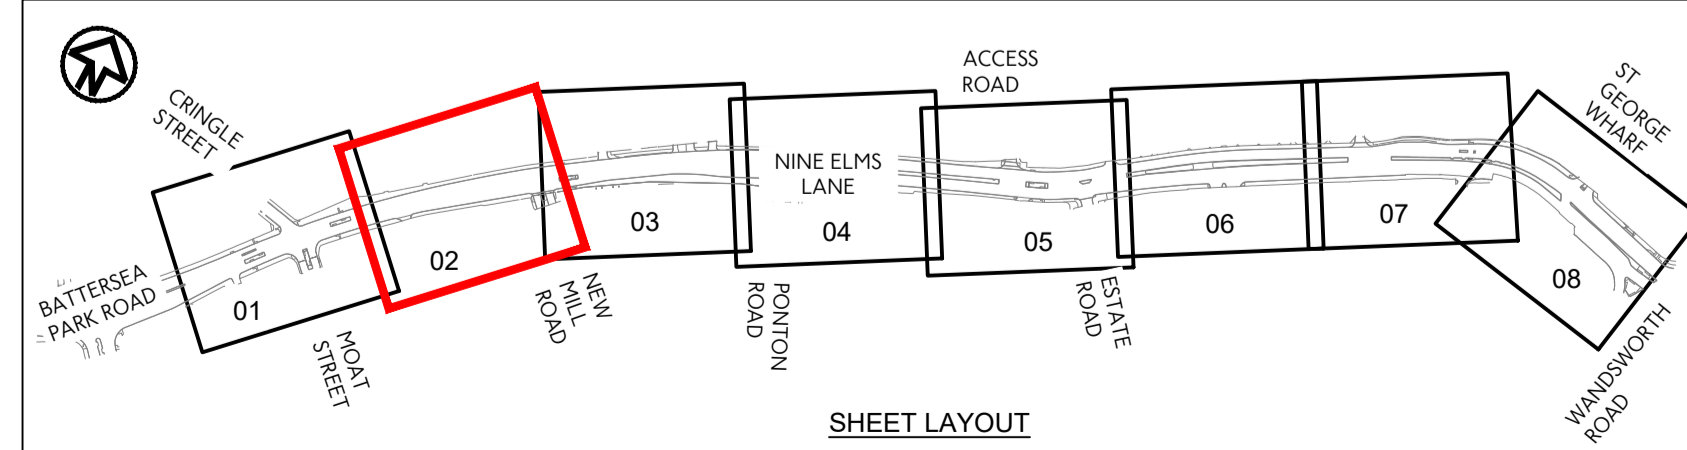 N
CRINGLE
STREET
ACCESS
ROAD
ST
GEORGE
WHARF
NINE ELMS
LANE
BATTERSEA
PARK ROAD
01
02
03
04
05
06
07
08
MOAT
STREET
NEW
MILL
ROAD
PONTON
ROAD
ESTATE
ROAD
WANDSWORTH
ROAD
SHEET LAYOUT